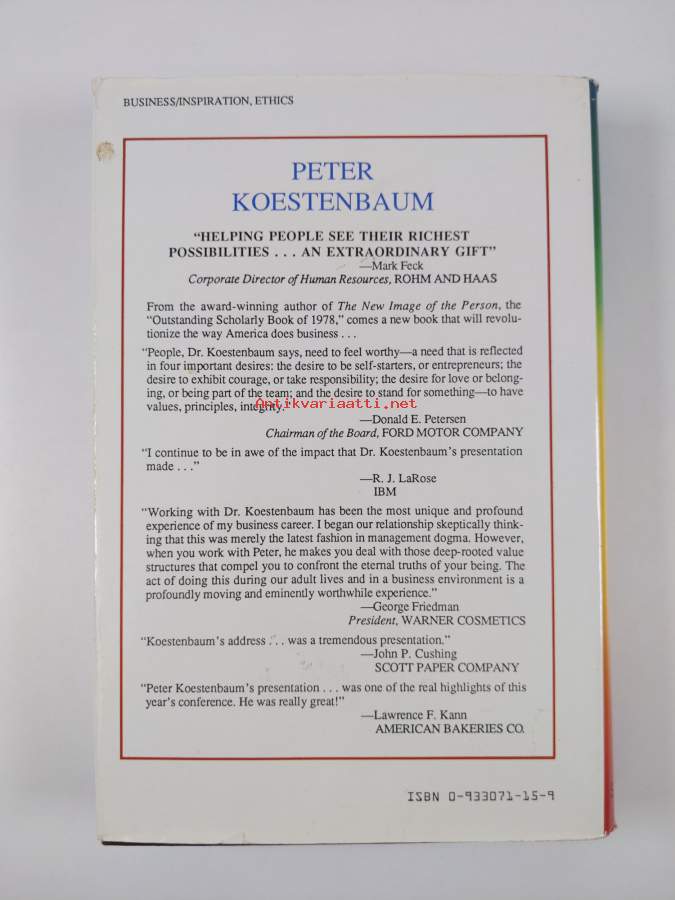 BUSINESS/INSPIRATION, ETHICS
PETER
KOESTENBAUM
“HELPING PEOPLE SEE THEIR RICHEST
POSSIBILITIES . . . AN EXTRAORDINARY GIFT”
—Mark Feck
Corporate Director of Human Resources, ROHM AND HAAS
From the award-winning author of The New Image of the Person, the
“Outstanding Scholarly Book of 1978,” comes a new book that will revolu-
tionize the way America does business . . .
“People, Dr. Koestenbaum says, need to feel worthy—a need that is reflected
in four important desires: the desire to be self-starters, or entrepreneurs; the
desire to exhibit courage, or take responsibility; the desire for love or belong-
ing, or being part of the team; and the desire to stand for something—to have
values, principles, integrity.”
Antikvariaatti.net
—Donald E. Petersen
Chairman of the Board, FORD MOTOR COMPANY
“I continue to be in awe of the impact that Dr. Koestenbaum’s presentation
made . . .”
—R. J. LaRose
IBM
“Working with Dr. Koestenbaum has been the most unique and profound
experience of my business career. I began our relationship skeptically think-
ing that this was merely the latest fashion in management dogma. However,
when you work with Peter, he makes you deal with those deep-rooted value
structures that compel you to confront the eternal truths of your being. The
act of doing this during our adult lives and in a business environment is a
profoundly moving and eminently worthwhile experience.”
—George Friedman
President, WARNER COSMETICS
“Koestenbaum’s address . . . was a tremendous presentation.”
—John P. Cushing
SCOTT PAPER COMPANY
“Peter Koestenbaum’s presentation . . . was one of the real highlights of this
year’s conference. He was really great!”
—Lawrence F. Kann
AMERICAN BAKERIES CO.
ISBN 0-933071-15-9